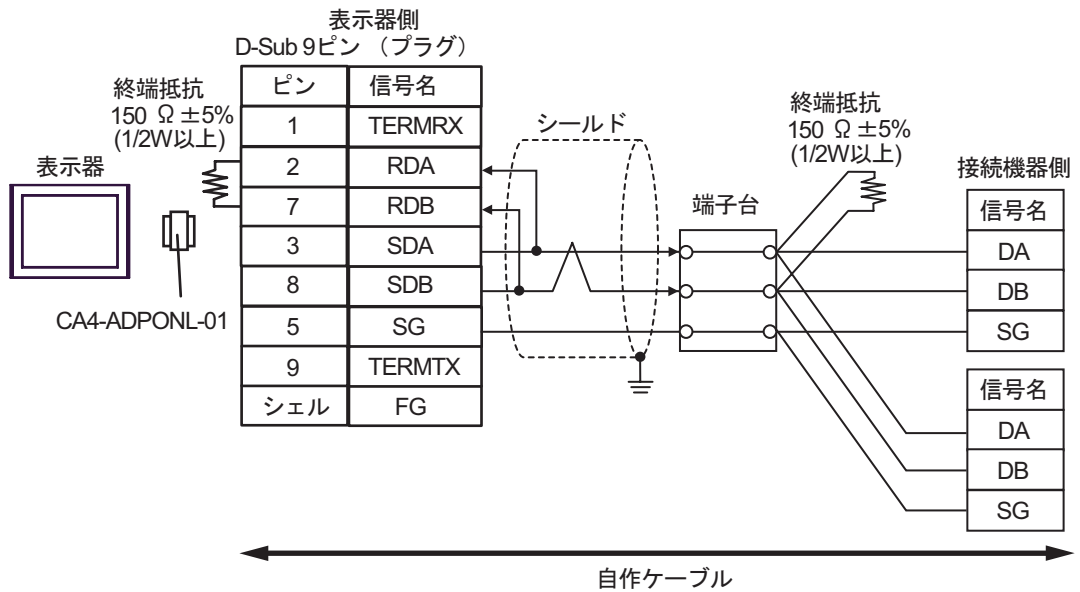 表示器側
D-Sub 9ピン （プラグ）
終端抵抗
150 Ω ±5%
(1/2W以上)
表示器
CA4-ADPONL-01
ピン 信号名
1 TERMRX
2 RDA
7 RDB
3 SDA
8 SDB
5 SG
9 TERMTX
シェル FG
シールド
端子台
終端抵抗
150 Ω ±5%
(1/2W以上)
接続機器側
信号名
DA
DB
SG
信号名
DA
DB
SG
自作ケーブル